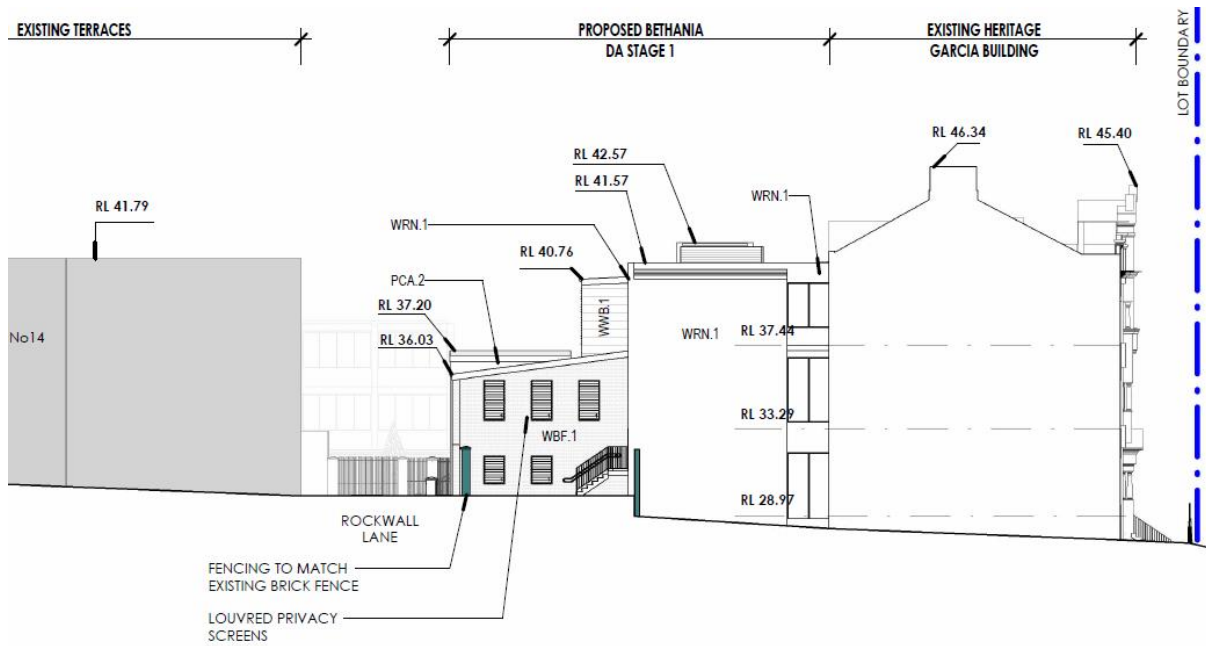 EXISTING TERRACES
PROPOSED BETHANIA
DA STAGE 1
EXISTING HERITAGE
GARCIA BUILDING
LOT BOUNDARY
RL 46.34
RL 45.40
RL 42.57
RL 41.57
WRN.1
RL 41.79
WRN.1
RL 40.76
PCA.2
RL 37.20
RL 36.03
WWB.1
No14
WRN.1
RL 37.44
RL 33.29
WBF.1
RL 28.97
ROCKWALL
LANE
FENCING TO MATCH
EXISTING BRICK FENCE
LOUVRED PRIVACY
SCREENS